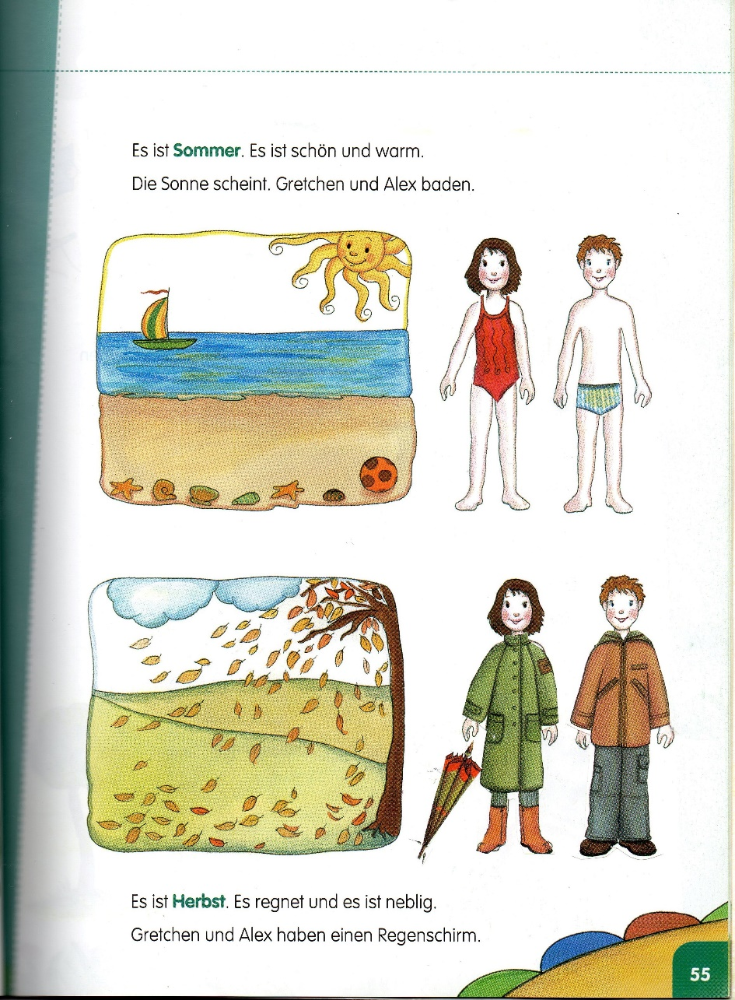 Es ist Sommer. Es ist schön und warm.
Die Sonne scheint. Gretchen und Alex baden.
Es ist Herbst. Es regnet und es ist neblig.
Gretchen und Alex haben einen Regenschirm.
55